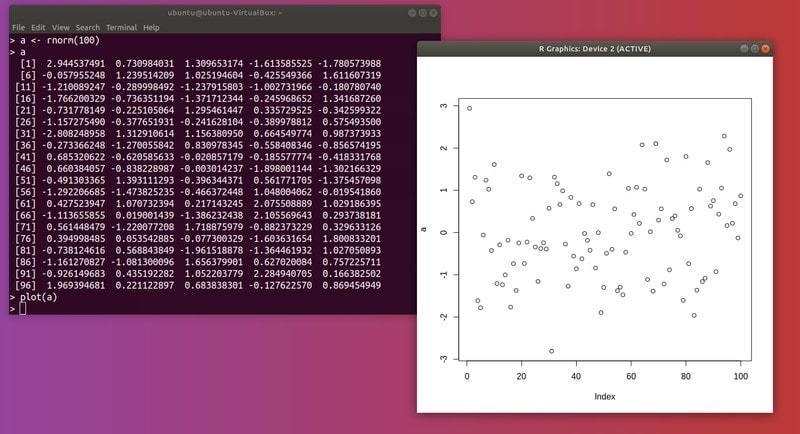 ubuntu@ubuntu-VirtualBox: ~
File Edit View Search Terminal Help
> a <- rnorm(100)
> a
[1] 2.944537491 0.730984031 1.309653174 -1.613585525 -1.780573988
[6] -0.057955248 1.239514209 1.025194604 -0.425549366 1.611607319
[11] -1.210089247 -0.289998492 -1.237915803 -1.002731966 -0.180780740
[16] -1.766200329 -0.736351194 -1.371712344 -0.245968652 1.341687260
[21] -0.731778149 -0.225105064 1.295461447 0.335729525 -0.342599322
[26] -1.157275490 -0.377651931 -0.241628104 -0.389978812 0.575493500
[31] -2.808248958 1.312910614 1.156380950 0.664549774 0.987373933
[36] -0.273366248 -1.270055842 0.830978345 -0.558408346 -0.856574195
[41] 0.685320622 -0.620585633 -0.020857179 -0.185577774 -0.418331768
[46] 0.660384057 -0.838228987 -0.003014237 -1.898001144 -1.302166329
[51] -0.491303365 1.393111293 -0.396344371 0.561771705 -1.375457098
[56] -1.292206685 -1.473825235 -0.466372448 1.048004062 -0.019541860
[61] 0.427523947 1.070732394 0.217143245 2.075508889 1.029186395
[66] -1.113655855 0.019001439 -1.386232438 2.105569643 0.293738181
[71] 0.561448479 -1.220077208 1.718875979 -0.882373229 0.329633126
[76] 0.394998485 0.053542885 -0.077300329 -1.603631654 1.800833201
[81] -0.738124616 0.568843849 -1.961518878 -1.364461932 1.027050893
[86] -1.161270827 -1.081300096 1.656379901 0.627020084 0.757225711
[91] -0.926149683 0.435192282 1.052203779 2.284940705 0.166382502
[96] 1.969394681 0.221122897 0.683838301 -0.127622570 0.869454949
> plot(a)
>
R Graphics: Device 2 (ACTIVE)
3
2
1
0
-1
-2
-3
a
0 20 40 60 80 100
Index